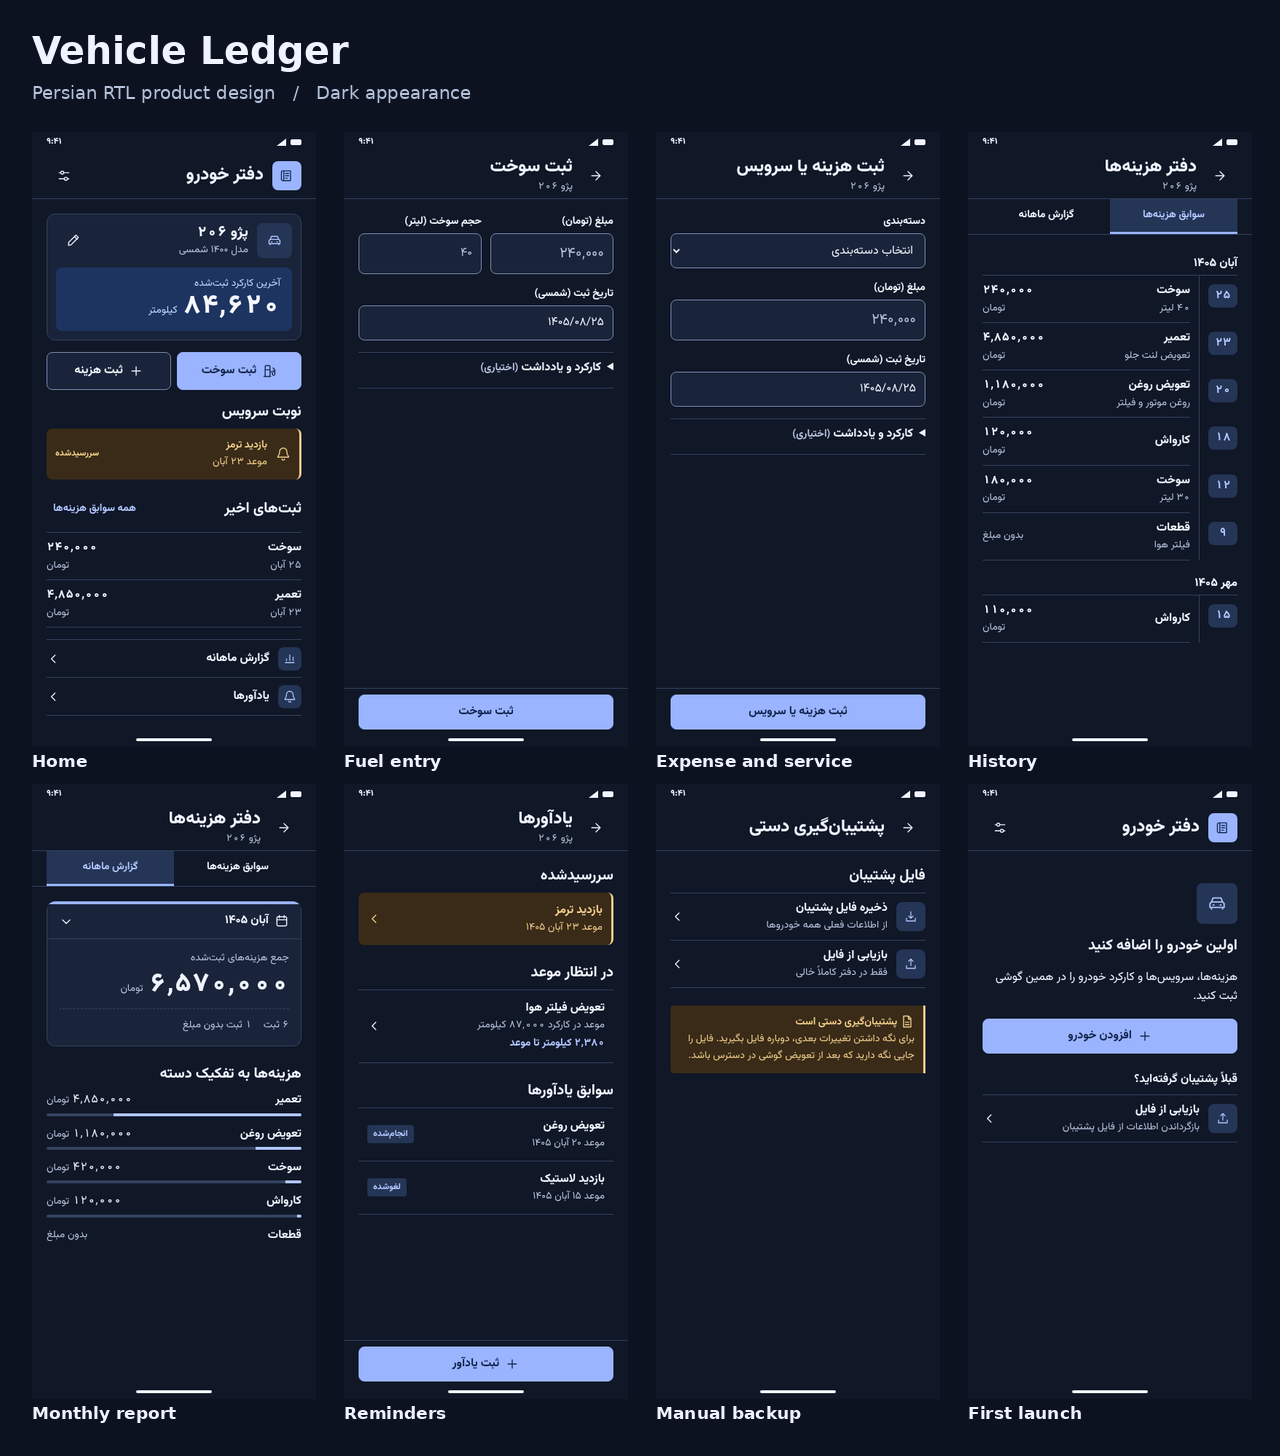 Vehicle Ledger
Persian RTL product design / Dark appearance
۹:۴۱
دفتر خودرو
پژو ۲۰۶
مدل ۱۴۰۰ شمسی
آخرین کارکرد ثبت‌شده
۸۴,۶۲۰ کیلومتر
ثبت سوخت
ثبت هزینه
نوبت سرویس
بازدید ترمز
موعد ۲۳ آبان
سررسیدشده
ثبت‌های اخیر
همه سوابق هزینه‌ها
سوخت ۲۴۰,۰۰۰
۲۵ آبان تومان
تعمیر ۴,۸۵۰,۰۰۰
۲۳ آبان تومان
گزارش ماهانه
یادآورها
Home
۹:۴۱
ثبت سوخت
پژو ۲۰۶
مبلغ (تومان) حجم سوخت (لیتر)
۲۴۰,۰۰۰ ۴۰
تاریخ ثبت (شمسی)
۱۴۰۵/۰۸/۲۵
کارکرد و یادداشت (اختیاری)
ثبت سوخت
Fuel entry
۹:۴۱
ثبت هزینه یا سرویس
پژو ۲۰۶
دسته‌بندی
انتخاب دسته‌بندی
مبلغ (تومان)
۲۴۰,۰۰۰
تاریخ ثبت (شمسی)
۱۴۰۵/۰۸/۲۵
کارکرد و یادداشت (اختیاری)
ثبت هزینه یا سرویس
Expense and service
۹:۴۱
دفتر هزینه‌ها
پژو ۲۰۶
سوابق هزینه‌ها گزارش ماهانه
آبان ۱۴۰۵
۲۵ سوخت ۲۴۰,۰۰۰
۴۰ لیتر تومان
۲۳ تعمیر ۴,۸۵۰,۰۰۰
تعویض لنت جلو تومان
۲۰ تعویض روغن ۱,۱۸۰,۰۰۰
روغن موتور و فیلتر تومان
۱۸ کارواش ۱۲۰,۰۰۰
تومان
۱۲ سوخت ۱۸۰,۰۰۰
۳۰ لیتر تومان
۹ قطعات بدون مبلغ
فیلتر هوا
مهر ۱۴۰۵
۱۵ کارواش ۱۱۰,۰۰۰
تومان
History
۹:۴۱
دفتر هزینه‌ها
پژو ۲۰۶
سوابق هزینه‌ها گزارش ماهانه
آبان ۱۴۰۵
جمع هزینه‌های ثبت‌شده
۶,۵۷۰,۰۰۰ تومان
۶ ثبت ۱ ثبت بدون مبلغ
هزینه‌ها به تفکیک دسته
تعمیر ۴,۸۵۰,۰۰۰ تومان
تعویض روغن ۱,۱۸۰,۰۰۰ تومان
سوخت ۴۲۰,۰۰۰ تومان
کارواش ۱۲۰,۰۰۰ تومان
قطعات بدون مبلغ
Monthly report
۹:۴۱
یادآورها
پژو ۲۰۶
سررسیدشده
بازدید ترمز
موعد ۲۳ آبان ۱۴۰۵
در انتظار موعد
تعویض فیلتر هوا
موعد در کارکرد ۸۷,۰۰۰ کیلومتر
۲,۳۸۰ کیلومتر تا موعد
سوابق یادآورها
تعویض روغن
موعد ۲۰ آبان ۱۴۰۵
انجام‌شده
بازدید لاستیک
موعد ۱۵ آبان ۱۴۰۵
لغوشده
ثبت یادآور
Reminders
۹:۴۱
پشتیبان‌گیری دستی
فایل پشتیبان
ذخیره فایل پشتیبان
از اطلاعات فعلی همه خودروها
بازیابی از فایل
فقط در دفتر کاملاً خالی
پشتیبان‌گیری دستی است
برای نگه داشتن تغییرات بعدی، دوباره فایل بگیرید. فایل را
جایی نگه دارید که بعد از تعویض گوشی در دسترس باشد.
Manual backup
۹:۴۱
دفتر خودرو
اولین خودرو را اضافه کنید
هزینه‌ها، سرویس‌ها و کارکرد خودرو را در همین گوشی
ثبت کنید.
افزودن خودرو
قبلاً پشتیبان گرفته‌اید؟
بازیابی از فایل
بازگرداندن اطلاعات از فایل پشتیبان
First launch